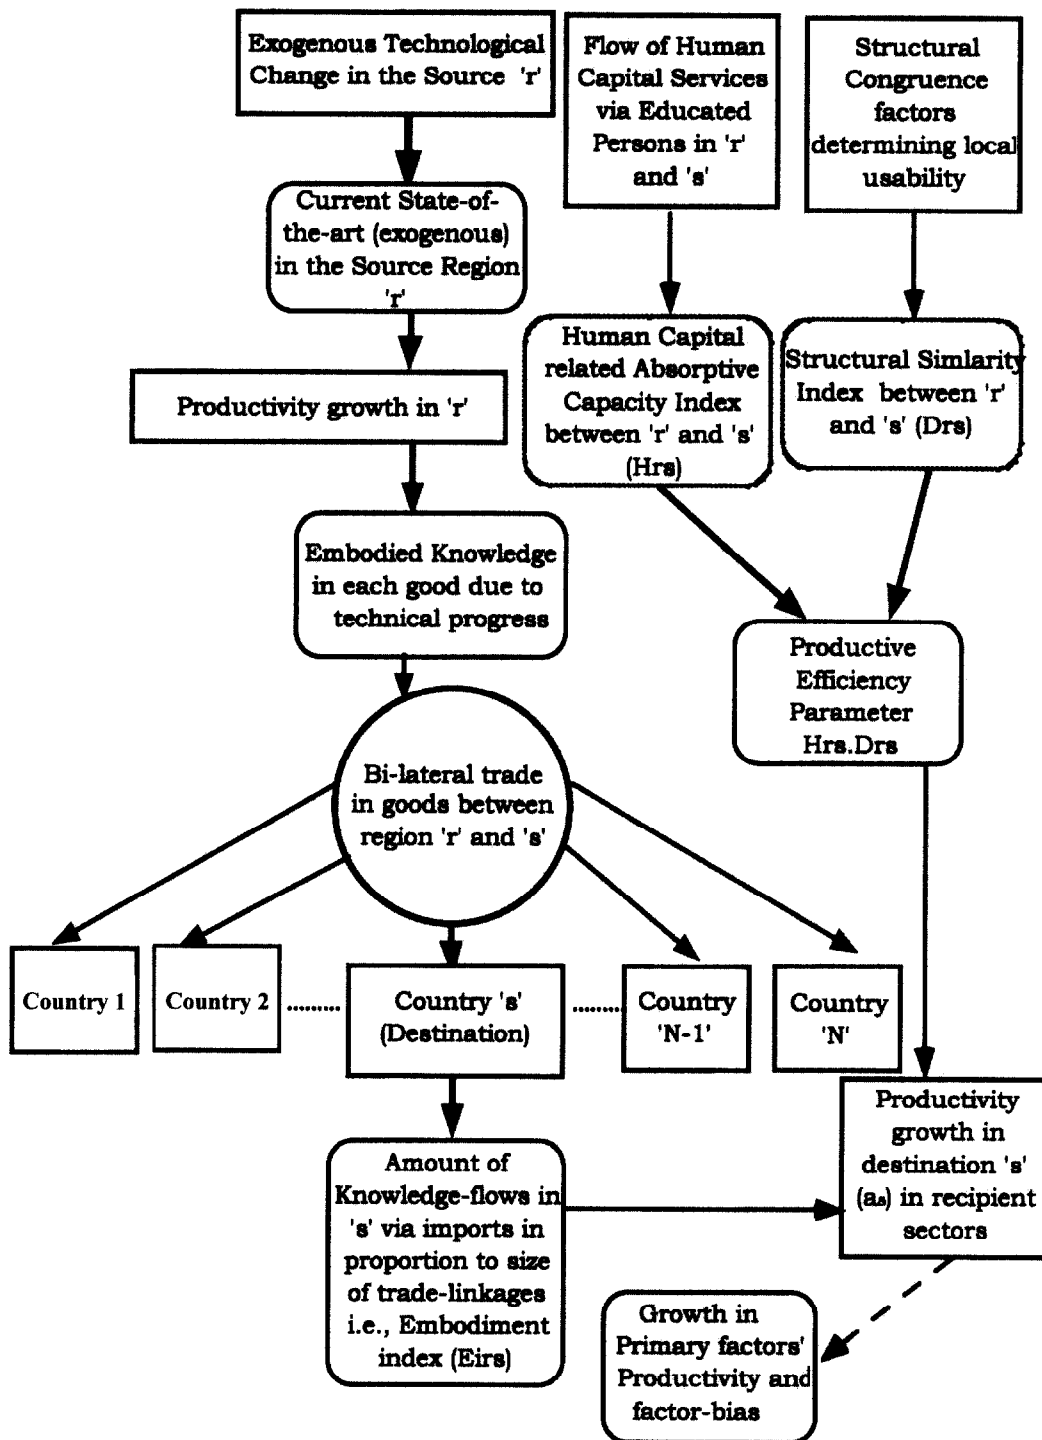 Exogenous Technological
Change in the Source 'r'
Flow of Human
Capital Services
via Educated
Persons in 'r'
and 's'
Structural
Congruence
factors
determining local
usability
Current State-of-
the-art (exogenous)
in the Source Region
'r'
Human Capital
related Absorptive
Capacity Index
between 'r' and 's'
(Hrs)
Structural Simlarity
Index between 'r'
and 's' (Drs)
Productivity growth in 'r'
Embodied Knowledge
in each good due to
technical progress
Productive
Efficiency
Parameter
Hrs.Drs
Bi-lateral trade
in goods between
region 'r' and 's'
Country 1
Country 2
.........
Country 's'
(Destination)
.........
Country
'N-1'
Country
'N'
Productivity
growth in
destination 's'
(as) in recipient
sectors
Amount of
Knowledge-flows in
's' via imports in
proportion to size
of trade-linkages
i.e., Embodiment
index (Eirs)
Growth in
Primary factors'
Productivity and
factor-bias